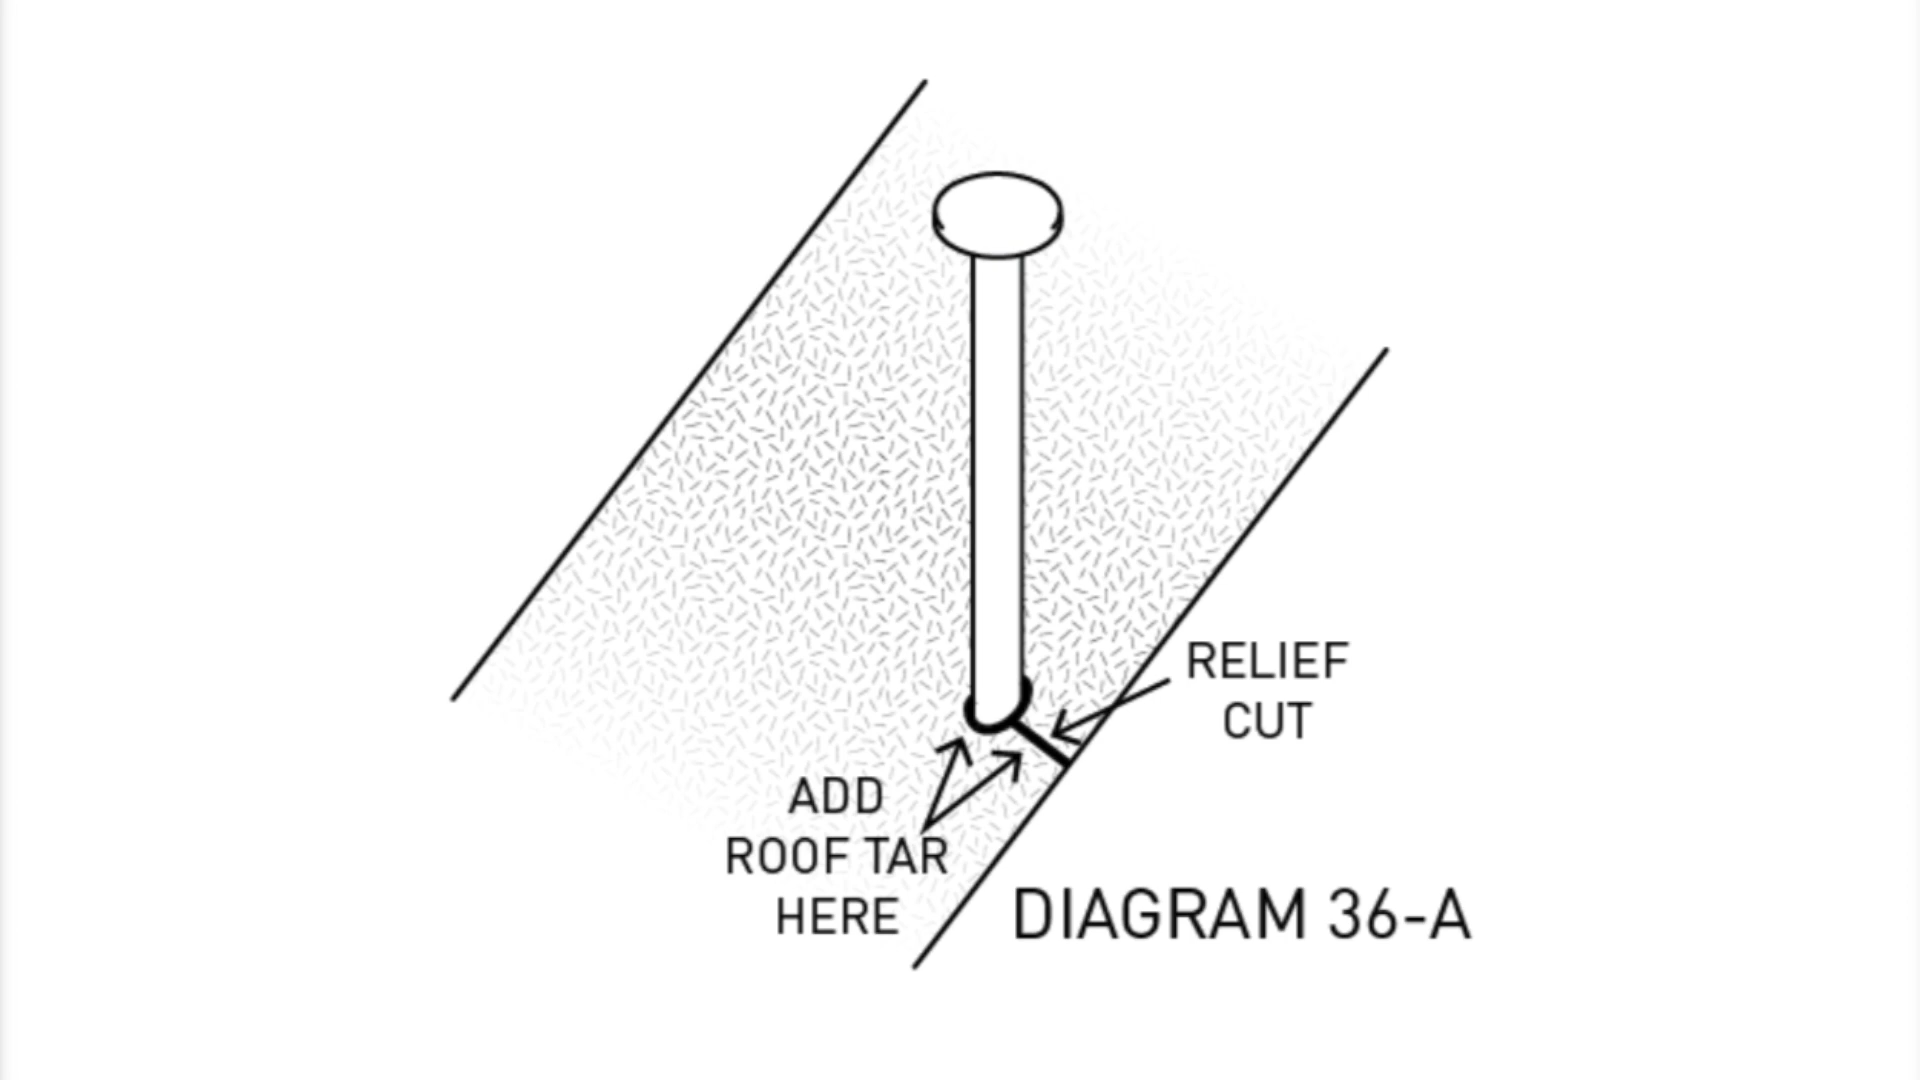 RELIEF
CUT
ADD
ROOF TAR
HERE
DIAGRAM 36-A